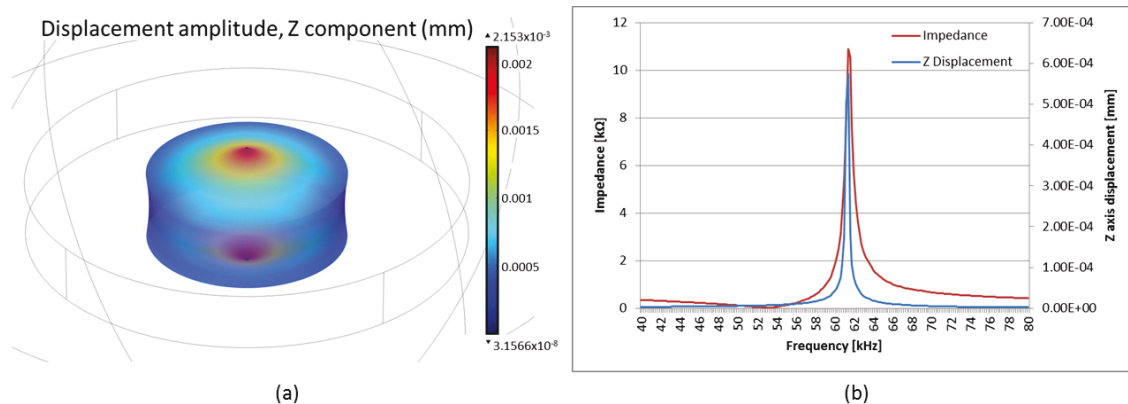 Displacement amplitude, Z component (mm)
▲ 2.153x10⁻³
0.002
0.0015
0.001
0.0005
▼ 3.1566x10⁻⁸
(a)
12
10
8
6
4
2
0
Impedance [kΩ]
Impedance
Z Displacement
7.00E-04
6.00E-04
5.00E-04
4.00E-04
3.00E-04
2.00E-04
1.00E-04
0.00E+00
Z axis displacement [mm]
40 42 44 46 48 50 52 54 56 58 60 62 64 66 68 70 72 74 76 78 80
Frequency [kHz]
(b)